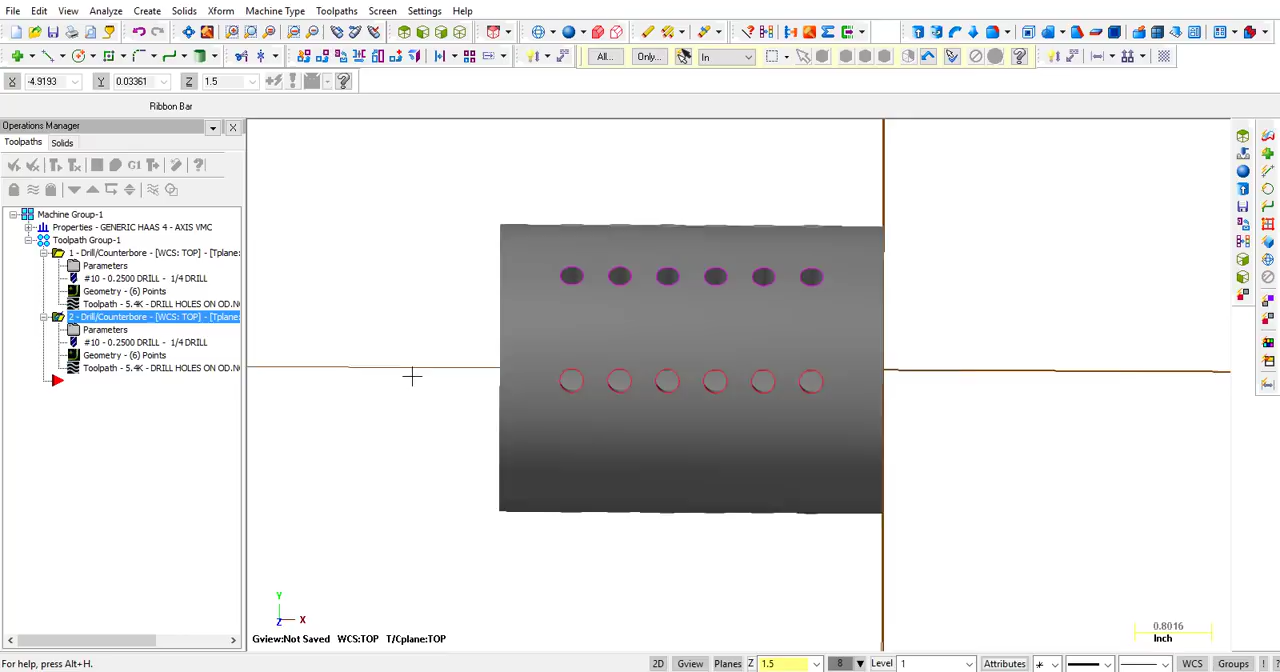 File Edit View Analyze Create Solids Xform Machine Type Toolpaths Screen Settings Help
All... Only... In
X -4.9193 Y 0.03361 Z 1.5
Ribbon Bar
Operations Manager
Toolpaths Solids
G1
Machine Group-1
Properties - GENERIC HAAS 4 - AXIS VMC
Toolpath Group-1
1 - Drill/Counterbore - [WCS: TOP] - [Tplane:
Parameters
#10 - 0.2500 DRILL - 1/4 DRILL
Geometry - (6) Points
Toolpath - 5.4K - DRILL HOLES ON OD.N
2 - Drill/Counterbore - [WCS: TOP] - [Tplane:
Parameters
#10 - 0.2500 DRILL - 1/4 DRILL
Geometry - (6) Points
Toolpath - 5.4K - DRILL HOLES ON OD.N
Y
Z X
Gview:Not Saved WCS:TOP T/Cplane:TOP
0.8016
Inch
For help, press Alt+H.
2D Gview Planes Z 1.5 8 Level 1 Attributes WCS Groups